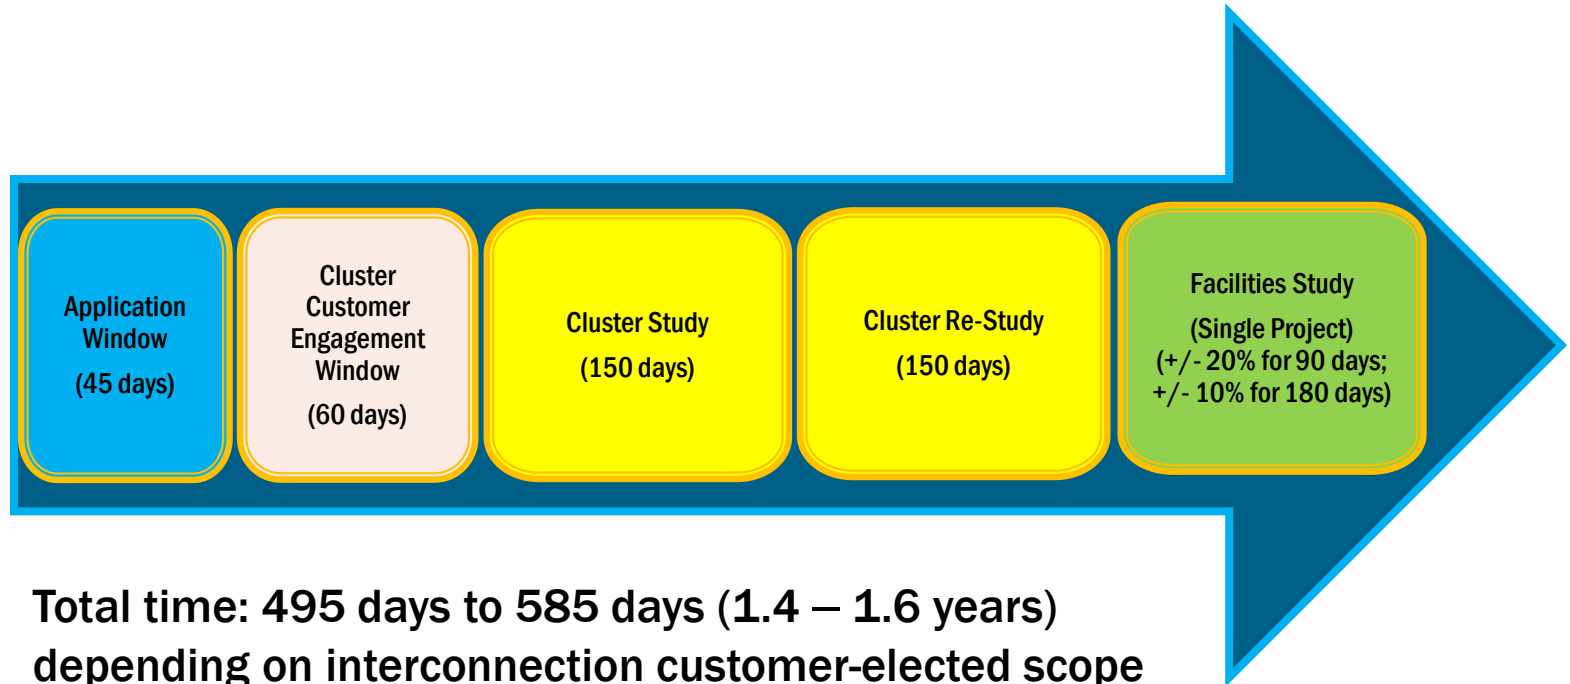 Application
Window
(45 days)
Cluster
Customer
Engagement
Window
(60 days)
Cluster Study
(150 days)
Cluster Re-Study
(150 days)
Facilities Study
(Single Project)
(+/- 20% for 90 days;
+/- 10% for 180 days)
Total time: 495 days to 585 days (1.4 – 1.6 years)
depending on interconnection customer-elected scope